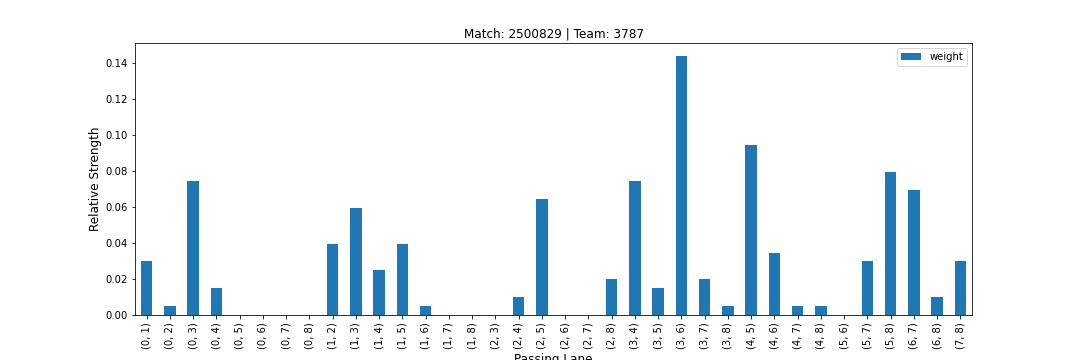 Match: 2500829 | Team: 3787
weight
Relative Strength
0.14
0.12
0.10
0.08
0.06
0.04
0.02
0.00
(0, 1) (0, 2) (0, 3) (0, 4) (0, 5) (0, 6) (0, 7) (0, 8) (1, 2) (1, 3) (1, 4) (1, 5) (1, 6) (1, 7) (1, 8) (2, 3) (2, 4) (2, 5) (2, 6) (2, 7) (2, 8) (3, 4) (3, 5) (3, 6) (3, 7) (3, 8) (4, 5) (4, 6) (4, 7) (4, 8) (5, 6) (5, 7) (5, 8) (6, 7) (6, 8) (7, 8)
Passing Lane